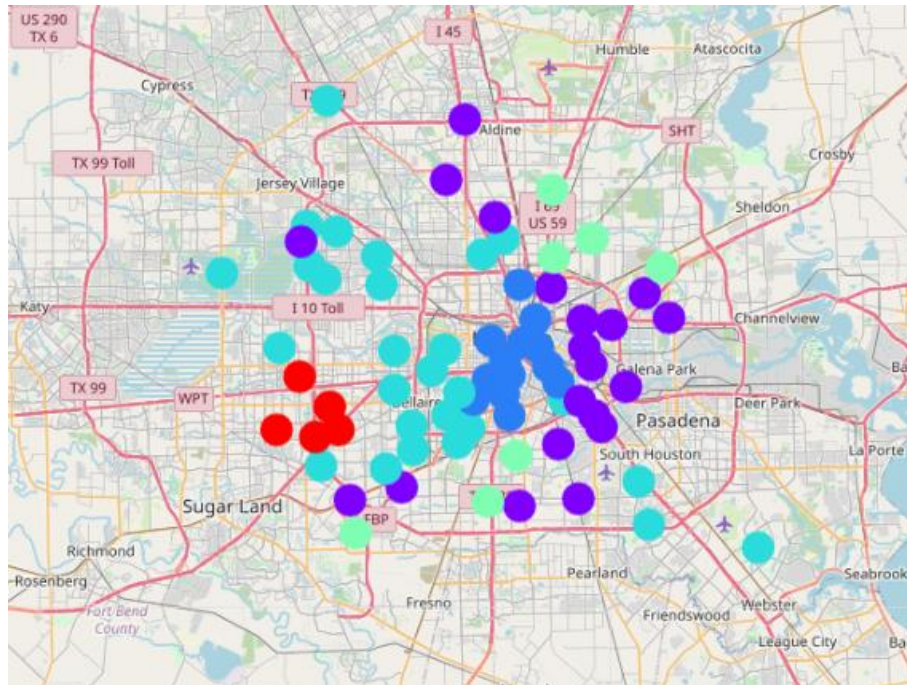 US 290
TX 6
I 45
Humble
Atascocita
Cypress
Aldine
SHT
TX 99 Toll
Crosby
Jersey Village
Sheldon
I 69
US 59
Katy
I 10 Toll
Channelview
Galena Park
TX 99
WPT
Bellaire
Deer Park
Pasadena
La Porte
South Houston
Sugar Land
FBP
Richmond
Pearland
Seabrook
Rosenberg
Fort Bend
County
Fresno
Webster
Friendswood
League City
Ba
Ba